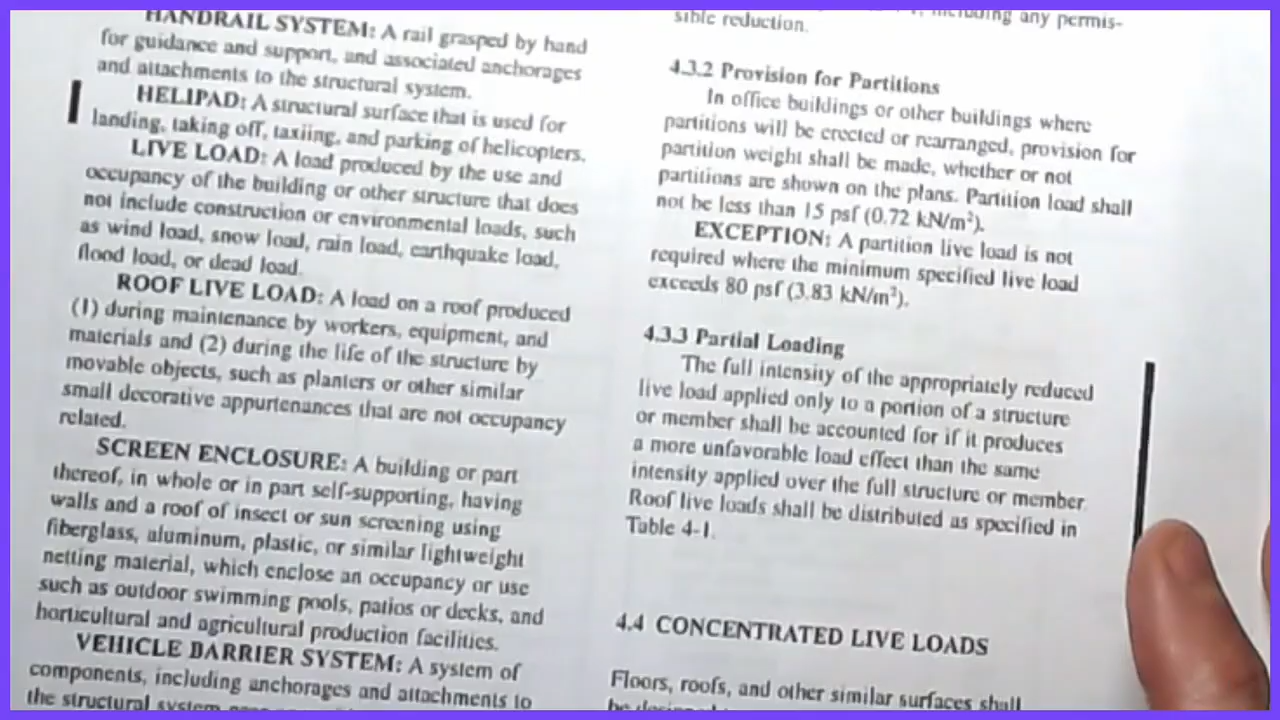 HANDRAIL SYSTEM: A rail grasped by hand
for guidance and support, and associated anchorages
and attachments to the structural system.
HELIPAD: A structural surface that is used for
landing, taking off, taxiing, and parking of helicopters.
LIVE LOAD: A load produced by the use and
occupancy of the building or other structure that does
not include construction or environmental loads, such
as wind load, snow load, rain load, earthquake load,
flood load, or dead load.
ROOF LIVE LOAD: A load on a roof produced
(1) during maintenance by workers, equipment, and
materials and (2) during the life of the structure by
movable objects, such as planters or other similar
small decorative appurtenances that are not occupancy
related.
SCREEN ENCLOSURE: A building or part
thereof, in whole or in part self-supporting, having
walls and a roof of insect or sun screening using
fiberglass, aluminum, plastic, or similar lightweight
netting material, which enclose an occupancy or use
such as outdoor swimming pools, patios or decks, and
horticultural and agricultural production facilities.
VEHICLE BARRIER SYSTEM: A system of
components, including anchorages and attachments to
the structural system
including any permis-
sible reduction.
4.3.2 Provision for Partitions
In office buildings or other buildings where
partitions will be erected or rearranged, provision for
partition weight shall be made, whether or not
partitions are shown on the plans. Partition load shall
not be less than 15 psf (0.72 kN/m²).
EXCEPTION: A partition live load is not
required where the minimum specified live load
exceeds 80 psf (3.83 kN/m²).
4.3.3 Partial Loading
The full intensity of the appropriately reduced
live load applied only to a portion of a structure
or member shall be accounted for if it produces
a more unfavorable load effect than the same
intensity applied over the full structure or member
Roof live loads shall be distributed as specified in
Table 4-1.
4.4 CONCENTRATED LIVE LOADS
Floors, roofs, and other similar surfaces shall